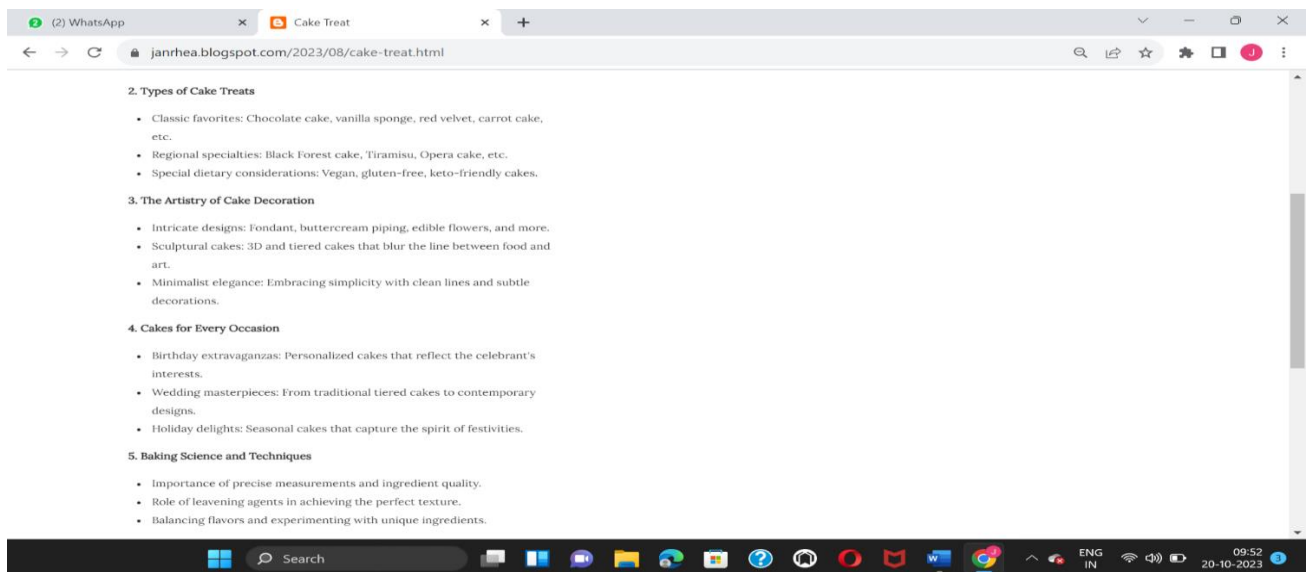 (2) WhatsApp
Cake Treat
janrhea.blogspot.com/2023/08/cake-treat.html
J
2. Types of Cake Treats
• Classic favorites: Chocolate cake, vanilla sponge, red velvet, carrot cake,
etc.
• Regional specialties: Black Forest cake, Tiramisu, Opera cake, etc.
• Special dietary considerations: Vegan, gluten-free, keto-friendly cakes.
3. The Artistry of Cake Decoration
• Intricate designs: Fondant, buttercream piping, edible flowers, and more.
• Sculptural cakes: 3D and tiered cakes that blur the line between food and
art.
• Minimalist elegance: Embracing simplicity with clean lines and subtle
decorations.
4. Cakes for Every Occasion
• Birthday extravaganzas: Personalized cakes that reflect the celebrant's
interests.
• Wedding masterpieces: From traditional tiered cakes to contemporary
designs.
• Holiday delights: Seasonal cakes that capture the spirit of festivities.
5. Baking Science and Techniques
• Importance of precise measurements and ingredient quality.
• Role of leavening agents in achieving the perfect texture.
• Balancing flavors and experimenting with unique ingredients.
Search
ENG
IN
09:52
20-10-2023
3